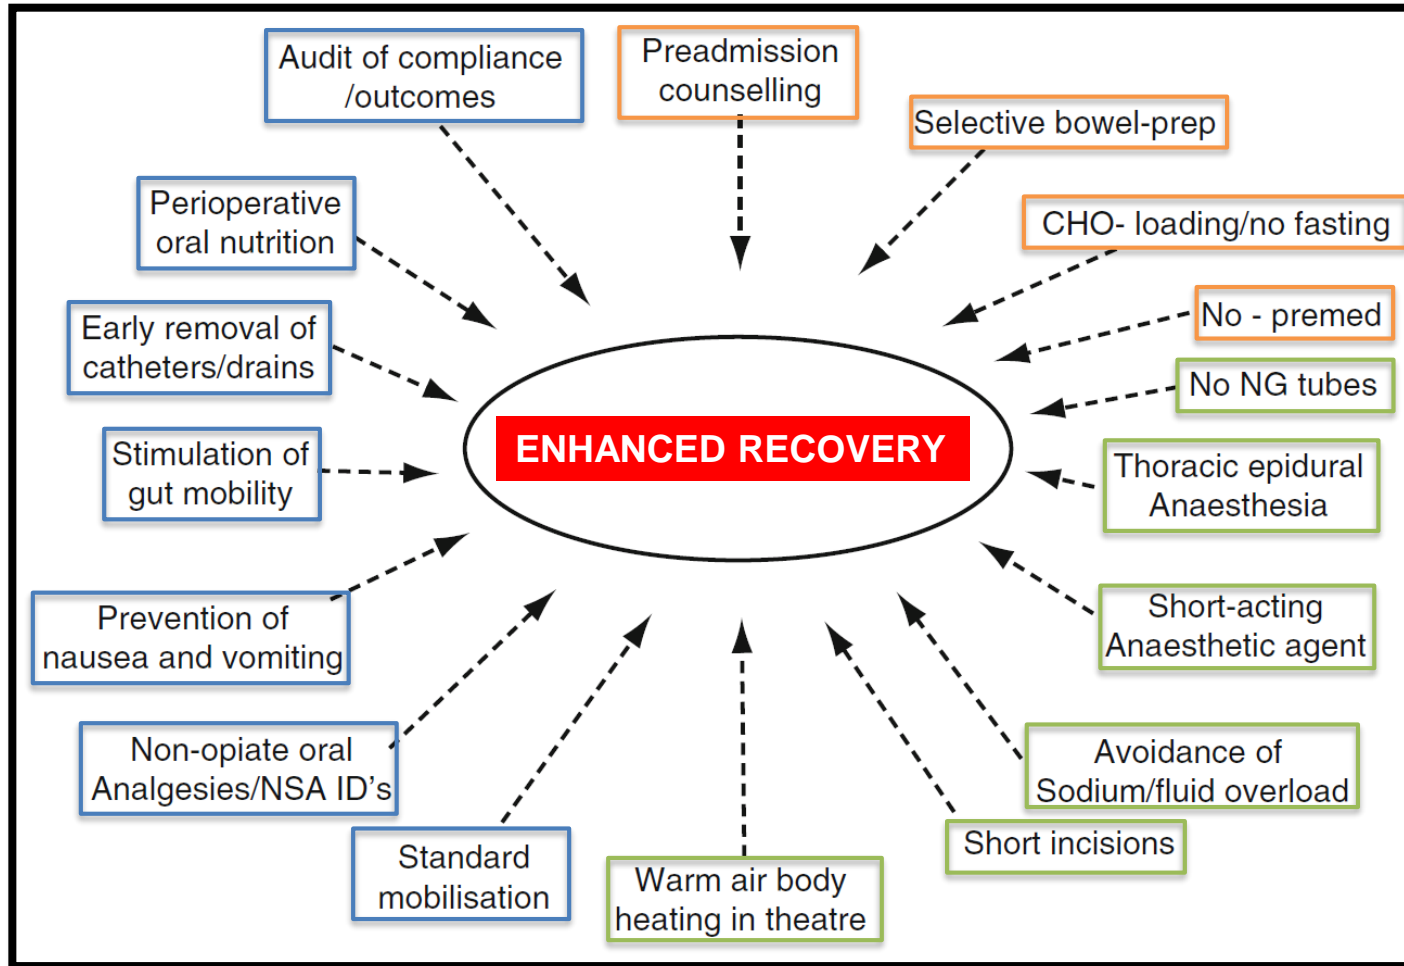 Audit of compliance
/outcomes
Preadmission
counselling
Selective bowel-prep
CHO- loading/no fasting
No - premed
No NG tubes
Thoracic epidural
Anaesthesia
Short-acting
Anaesthetic agent
Avoidance of
Sodium/fluid overload
Short incisions
Warm air body
heating in theatre
Standard
mobilisation
Non-opiate oral
Analgesies/NSA ID's
Prevention of
nausea and vomiting
Stimulation of
gut mobility
Early removal of
catheters/drains
Perioperative
oral nutrition
ENHANCED RECOVERY